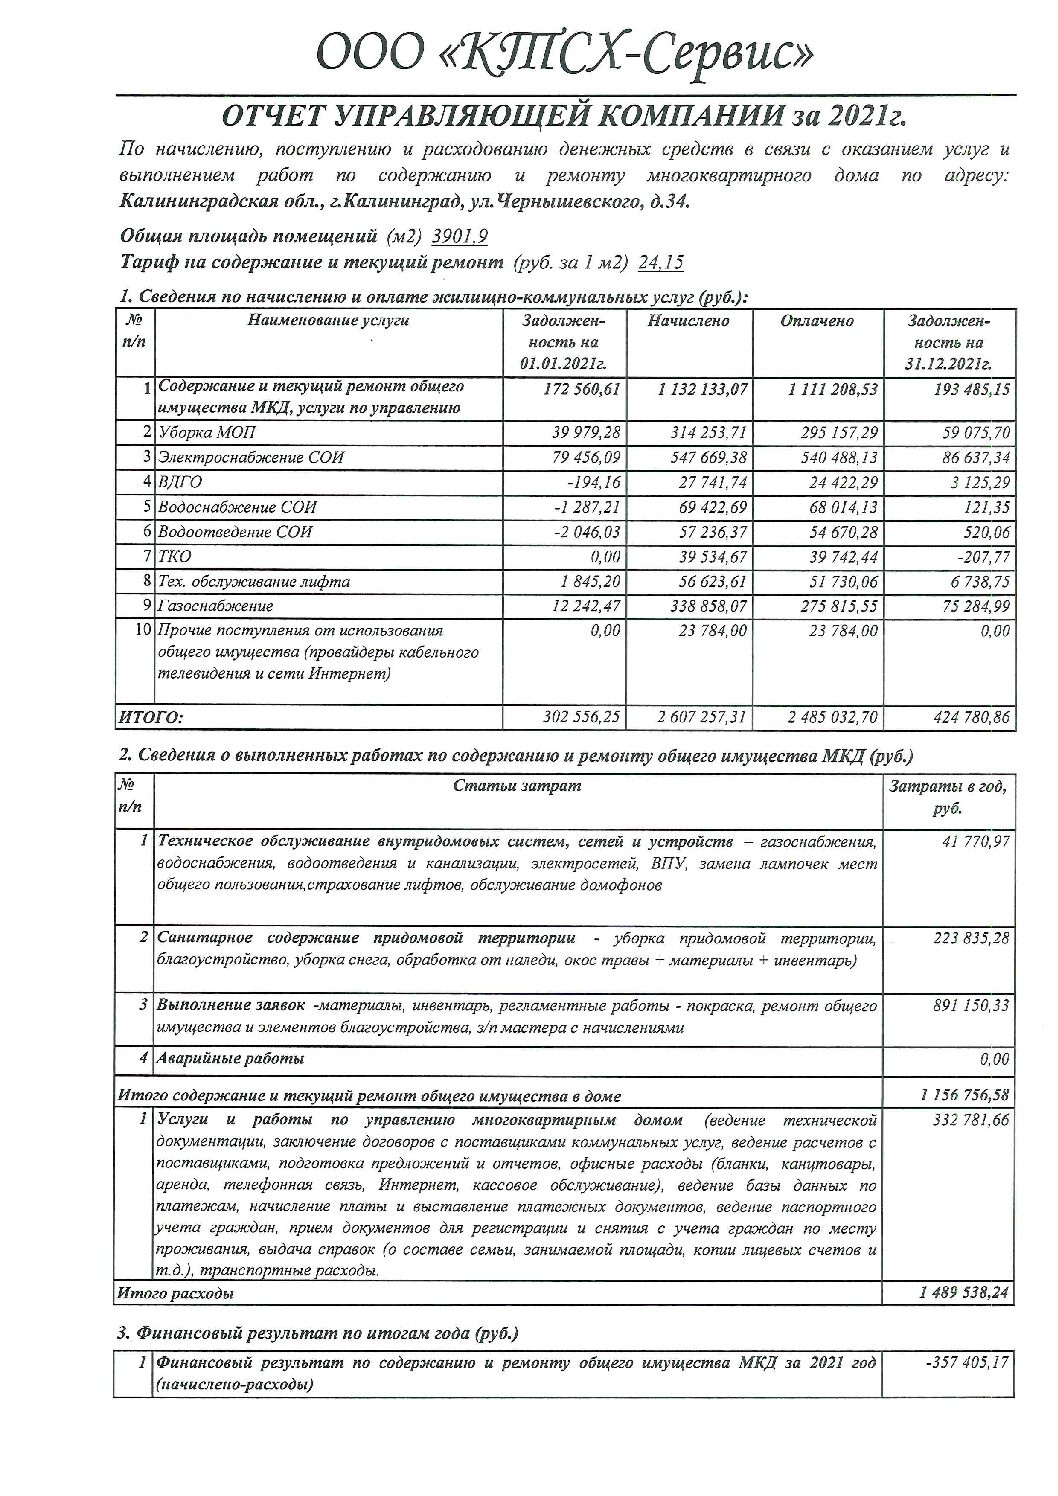 ООО «КТСХ-Сервис»
ОТЧЕТ УПРАВЛЯЮЩЕЙ КОМПАНИИ за 2021г.
По начислению, поступлению и расходованию денежных средств в связи с оказанием услуг и
выполнением работ по содержанию и ремонту многоквартирного дома по адресу:
Калининградская обл., г.Калининград, ул.Чернышевского, д.34.
Общая площадь помещений (м2) 3901,9
Тариф на содержание и текущий ремонт (руб. за 1 м2) 24,15
1. Сведения по начислению и оплате жилищно-коммунальных услуг (руб.):
№ п/п Наименование услуги Задолжен-ность на 01.01.2021г. Начислено Оплачено Задолжен-ность на 31.12.2021г.
1 Содержание и текущий ремонт общего имущества МКД, услуги по управлению 172 560,61 1 132 133,07 1 111 208,53 193 485,15
2 Уборка МОП 39 979,28 314 253,71 295 157,29 59 075,70
3 Электроснабжение СОИ 79 456,09 547 669,38 540 488,13 86 637,34
4 ВДГО -194,16 27 741,74 24 422,29 3 125,29
5 Водоснабжение СОИ -1 287,21 69 422,69 68 014,13 121,35
6 Водоотведение СОИ -2 046,03 57 236,37 54 670,28 520,06
7 ТКО 0,00 39 534,67 39 742,44 -207,77
8 Тех. обслуживание лифта 1 845,20 56 623,61 51 730,06 6 738,75
9 Газоснабжение 12 242,47 338 858,07 275 815,55 75 284,99
10 Прочие поступления от использования 0,00 23 784,00 23 784,00 0,00
общего имущества (провайдеры кабельного
телевидения и сети Интернет)
ИТОГО: 302 556,25 2 607 257,31 2 485 032,70 424 780,86
2. Сведения о выполненных работах по содержанию и ремонту общего имущества МКД (руб.)
№ п/п Статьи затрат Затраты в год, руб.
1 Техническое обслуживание внутридомовых систем, сетей и устройств – газоснабжения, 41 770,97
водоснабжения, водоотведения и канализации, электросетей, ВПУ, замена лампочек мест
общего пользования,страхование лифтов, обслуживание домофонов
2 Санитарное содержание придомовой территории - уборка придомовой территории, 223 835,28
благоустройство, уборка снега, обработка от наледи, окос травы – материалы + инвентарь)
3 Выполнение заявок -материалы, инвентарь, регламентные работы - покраска, ремонт общего 891 150,33
имущества и элементов благоустройства, з/п мастера с начислениями
4 Аварийные работы 0,00
Итого содержание и текущий ремонт общего имущества в доме 1 156 756,58
1 Услуги и работы по управлению многоквартирным домом (ведение технической 332 781,66
документации, заключение договоров с поставщиками коммунальных услуг, ведение расчетов с
поставщиками, подготовка предложений и отчетов, офисные расходы (бланки, канцтовары,
аренда, телефонная связь, Интернет, кассовое обслуживание), ведение базы данных по
платежам, начисление платы и выставление платежных документов, ведение паспортного
учета граждан, прием документов для регистрации и снятия с учета граждан по месту
проживания, выдача справок (о составе семьи, занимаемой площади, копии лицевых счетов и
т.д.), транспортные расходы.
Итого расходы 1 489 538,24
3. Финансовый результат по итогам года (руб.)
1 Финансовый результат по содержанию и ремонту общего имущества МКД за 2021 год -357 405,17
(начислено-расходы)